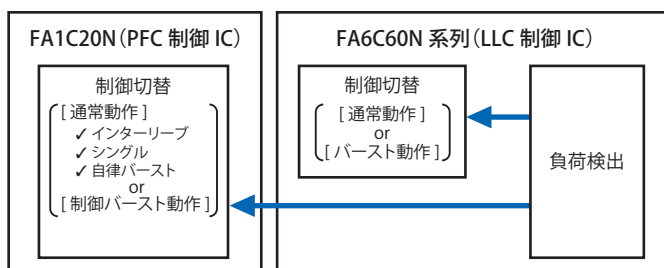 FA1C20N（PFC 制御 IC）
制御切替
[ 通常動作 ]
✓ インターリーブ
✓ シングル
✓ 自律バースト
or
[ 制御バースト動作 ]
FA6C60N 系列（LLC 制御 IC）
制御切替
[ 通常動作 ]
or
[ バースト動作 ]
負荷検出